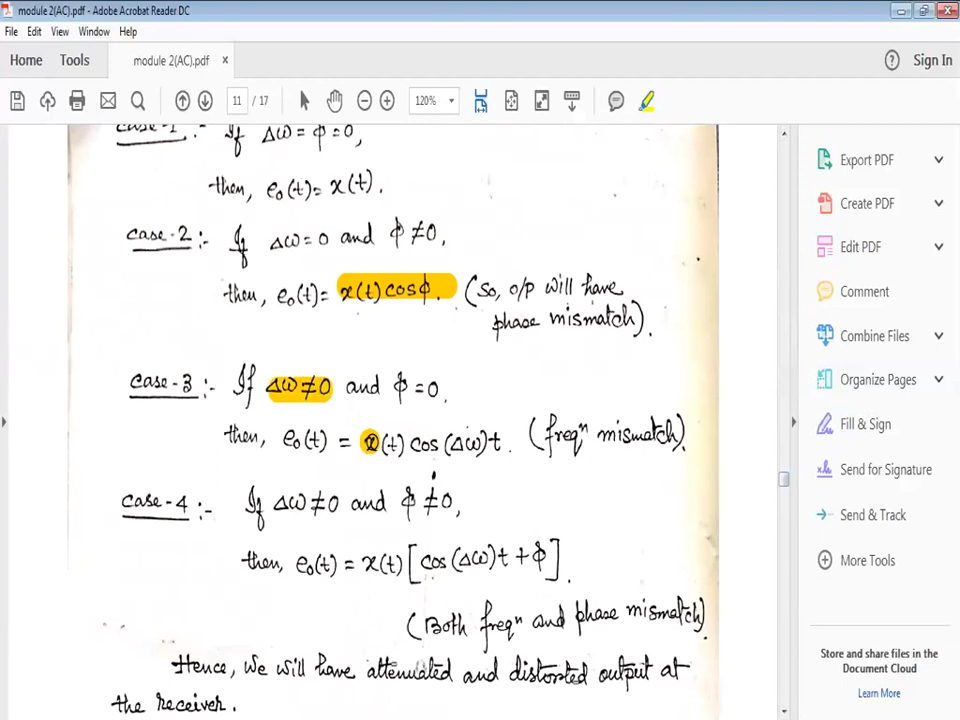 module 2(AC).pdf - Adobe Acrobat Reader DC
File Edit View Window Help
Home Tools module 2(AC).pdf x Sign In
11 / 17 120%
case-1 :- If Δω = ϕ = 0,
then, e₀(t) = x(t).
case-2 :- If Δω = 0 and ϕ ≠ 0,
then, e₀(t) = x(t) cosϕ. (So, o/p will have
phase mismatch).
case-3 :- If Δω ≠ 0 and ϕ = 0.
then, e₀(t) = x(t) cos (Δω)t. (freqⁿ mismatch).
case-4 :- If Δω ≠ 0 and ϕ ≠ 0,
then, e₀(t) = x(t) [cos (Δω)t + ϕ].
(Both freqⁿ and phase mismatch).
Hence, we will have attenuated and distorted output at
the receiver.
Export PDF
Create PDF
Edit PDF
Comment
Combine Files
Organize Pages
Fill & Sign
Send for Signature
Send & Track
More Tools
Store and share files in the
Document Cloud
Learn More